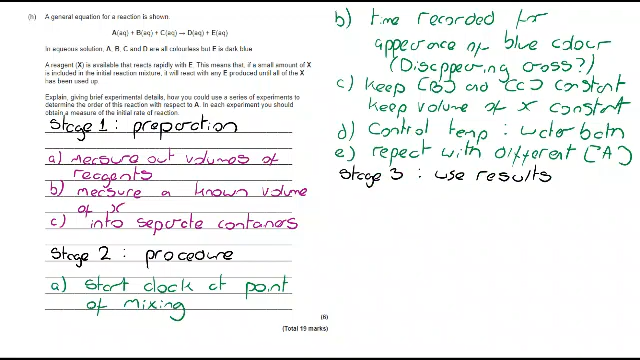 (h) A general equation for a reaction is shown.
A(aq) + B(aq) + C(aq) → D(aq) + E(aq)
In aqueous solution, A, B, C and D are all colourless but E is dark blue.
A reagent (X) is available that reacts rapidly with E. This means that, if a small amount of X
is included in the initial reaction mixture, it will react with any E produced until all of the X
has been used up.
Explain, giving brief experimental details, how you could use a series of experiments to
determine the order of this reaction with respect to A. In each experiment you should
obtain a measure of the initial rate of reaction.
Stage 1 : preparation
a) measure out volumes of
reagents
b) measure a known volume
of x
c) into seperate contaners
Stage 2 : procedure
a) start clock at point
of mixing
(6)
(Total 19 marks)
b) time recorded for
appearance of blue colour
(Disappearing cross?)
c) keep [B] and [C] constant
keep volume of x constant
d) control temp : water bath
e) repeat with different [A]
Stage 3 : use results